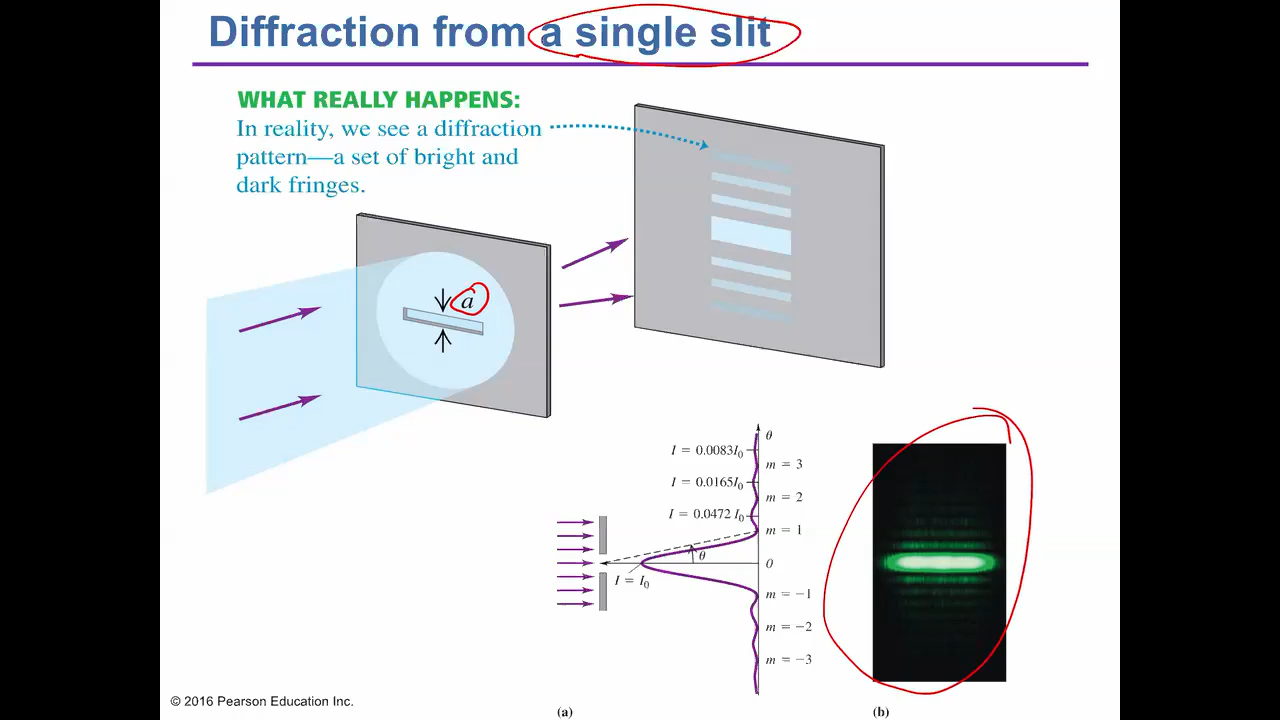 Diffraction from a single slit
WHAT REALLY HAPPENS:
In reality, we see a diffraction
pattern—a set of bright and
dark fringes.
a
θ
I = 0.0083I₀
m = 3
I = 0.0165I₀
m = 2
I = 0.0472 I₀
m = 1
θ
0
I = I₀
m = −1
m = −2
m = −3
© 2016 Pearson Education Inc.
(a)
(b)